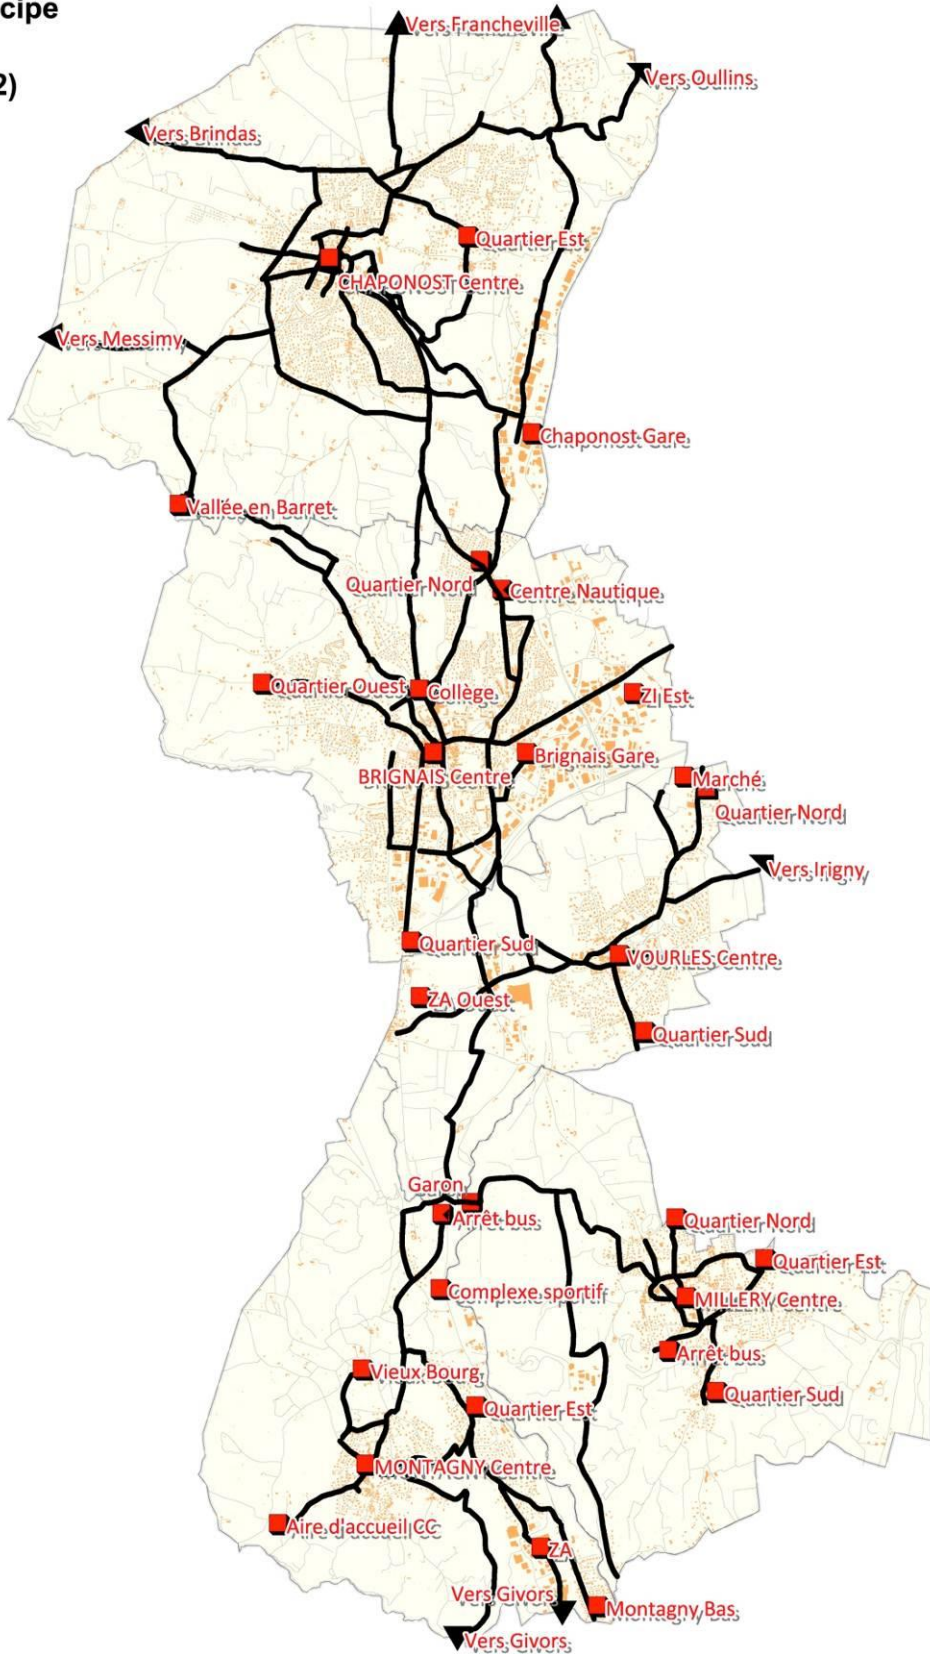 cipe
Vers Francheville
2)
Vers Oullins
Vers Brindas
Quartier Est
CHAPONOST Centre
Vers Messimy
Chaponost Gare
Vallée en Barret
Quartier Nord
Centre Nautique
Quartier Ouest
Collège
ZI Est
BRIGNAIS Centre
Brignais Gare
Marché
Quartier Nord
Vers Irigny
Quartier Sud
VOURLES Centre
ZA Ouest
Quartier Sud
Garon
Arrêt bus
Quartier Nord
Quartier Est
Complexe sportif
MILLERY Centre
Arrêt bus
Vieux Bourg
Quartier Sud
Quartier Est
MONTAGNY Centre
Aire d'accueil CC
ZA
Vers Givors
Montagny Bas
Vers Givors